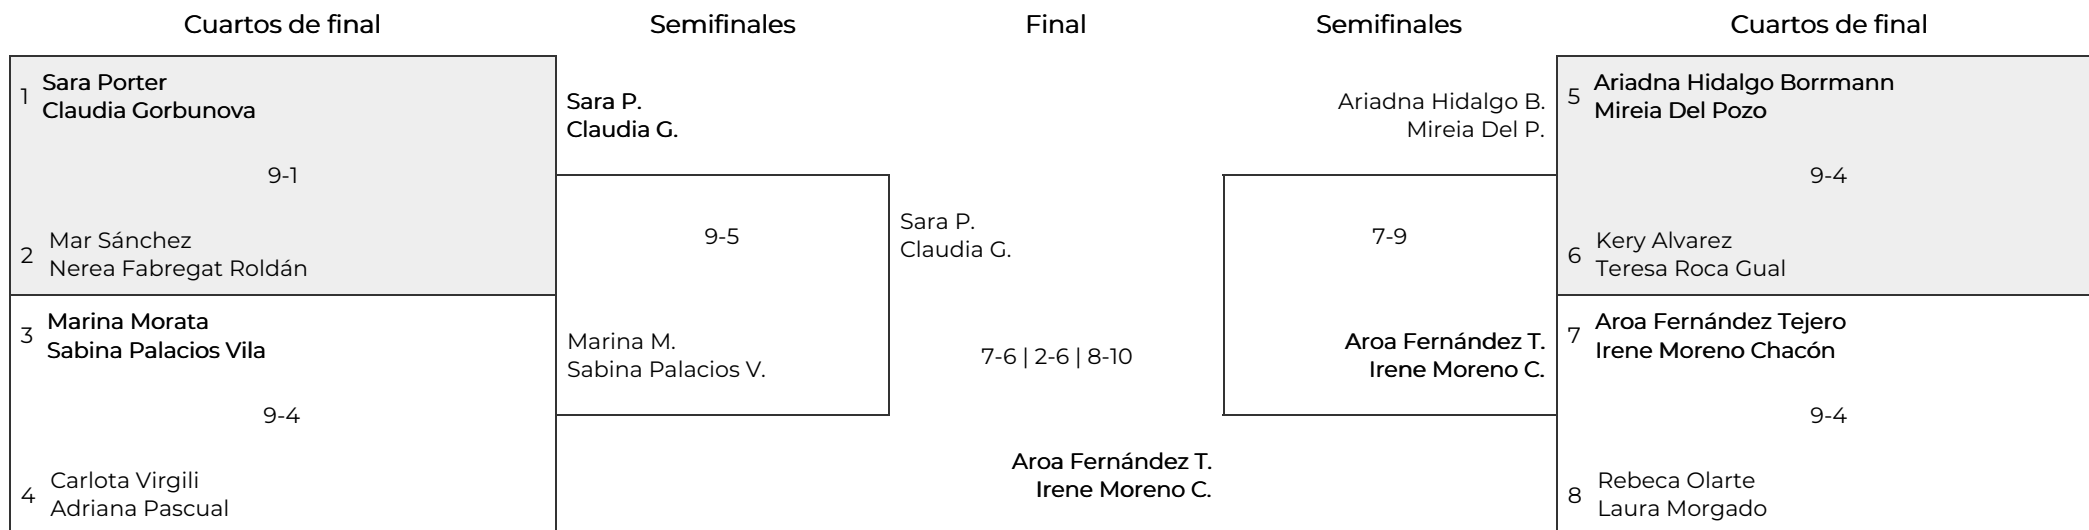 Cuartos de final
Semifinales
Final
Semifinales
Cuartos de final
1
Sara Porter
Claudia Gorbunova
9-1
2
Mar Sánchez
Nerea Fabregat Roldán
3
Marina Morata
Sabina Palacios Vila
9-4
4
Carlota Virgili
Adriana Pascual
Sara P.
Claudia G.
9-5
Marina M.
Sabina Palacios V.
Sara P.
Claudia G.
7-6 | 2-6 | 8-10
Aroa Fernández T.
Irene Moreno C.
Ariadna Hidalgo B.
Mireia Del P.
7-9
Aroa Fernández T.
Irene Moreno C.
5
Ariadna Hidalgo Borrmann
Mireia Del Pozo
9-4
6
Kery Alvarez
Teresa Roca Gual
7
Aroa Fernández Tejero
Irene Moreno Chacón
9-4
8
Rebeca Olarte
Laura Morgado